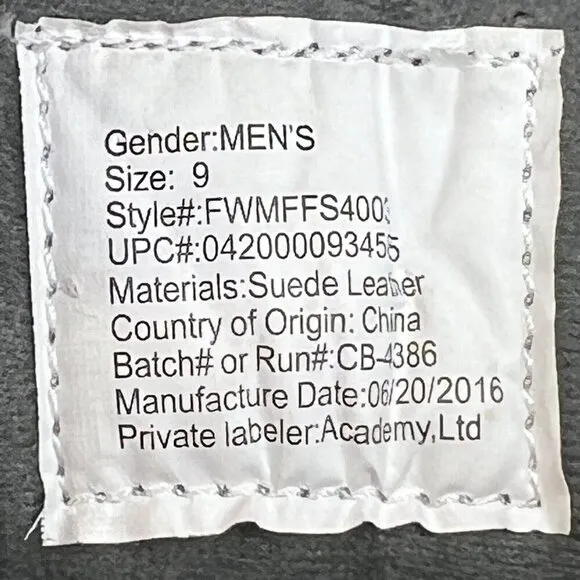 Gender:MEN'S
Size: 9
Style#:FWMFFS4003
UPC#:042000093455
Materials:Suede Leather
Country of Origin: China
Batch# or Run#:CB-4386
Manufacture Date:06/20/2016
Private labeler:Academy,Ltd